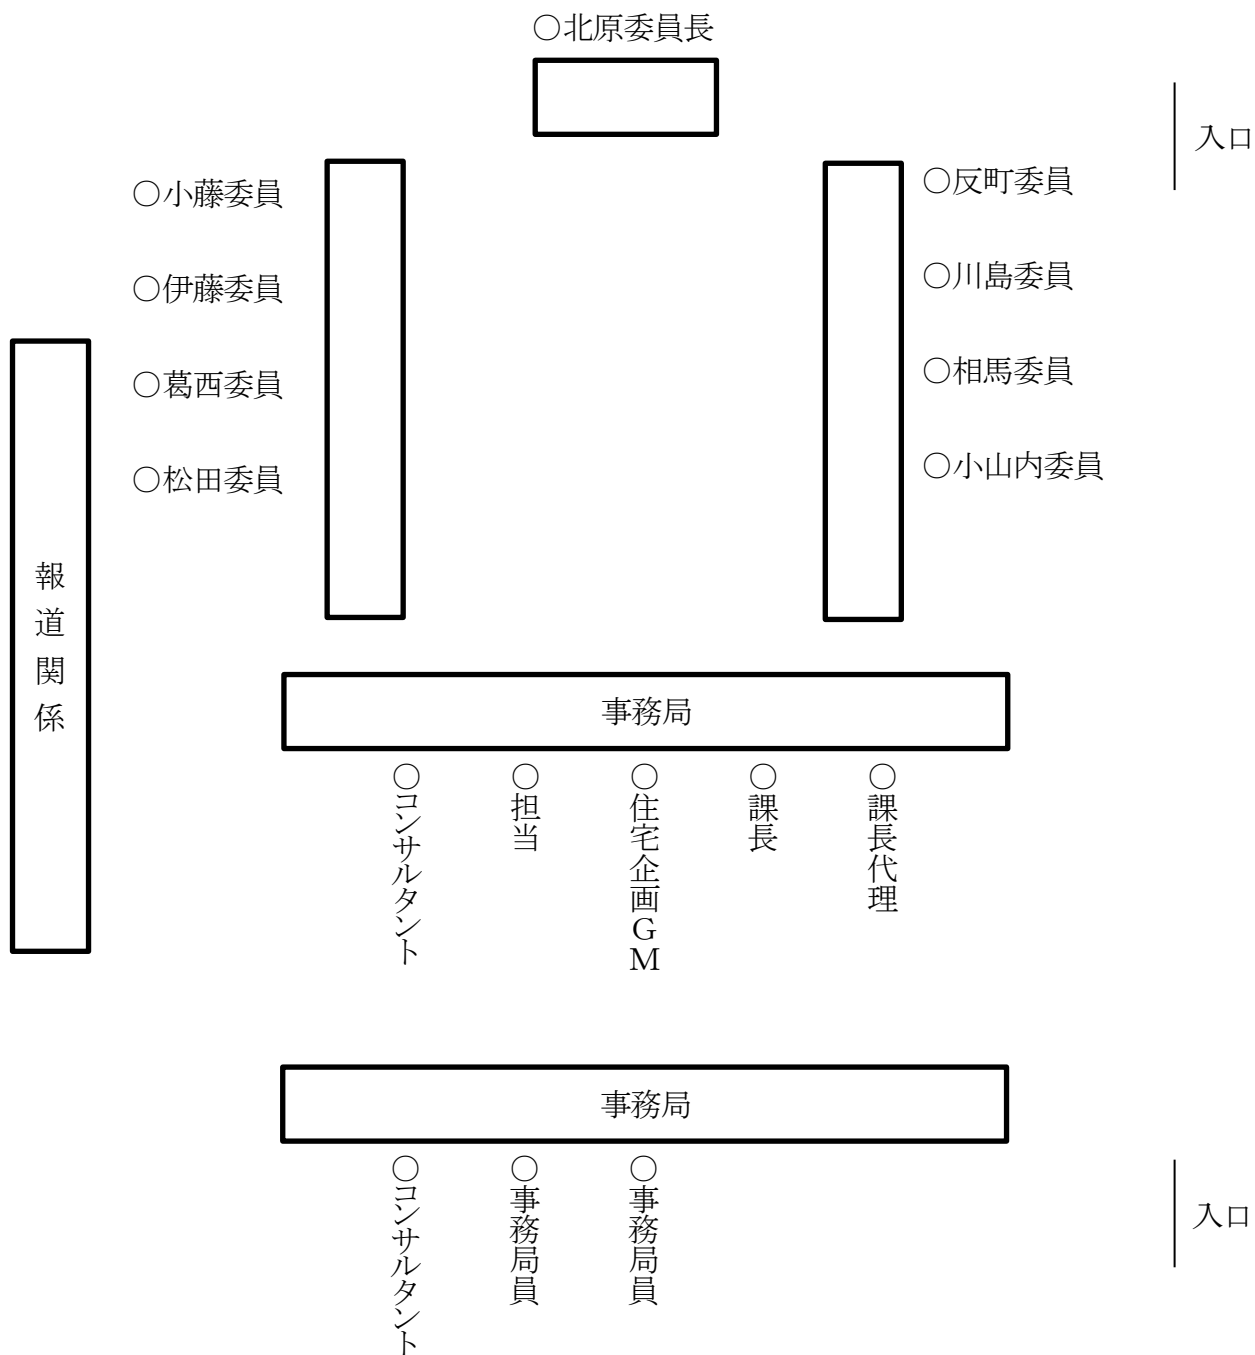 ○北原委員長
入口
○小藤委員
○反町委員
○伊藤委員
○川島委員
○葛西委員
○相馬委員
○松田委員
○小山内委員
報道関係
事務局
○コンサルタント
○担当
○住宅企画GM
○課長
○課長代理
事務局
○コンサルタント
○事務局員
○事務局員
入口